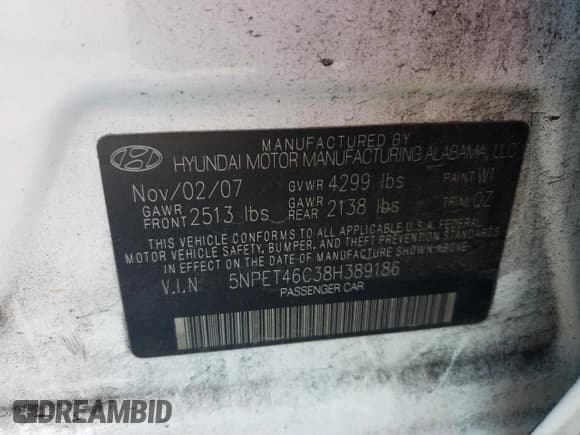 MANUFACTURED BY
HYUNDAI MOTOR MANUFACTURING ALABAMA, LLC
Nov/02/07 GVWR 4299 lbs PAINT W1
GAWR FRONT 2513 lbs GAWR REAR 2138 lbs TRIM QZ
THIS VEHICLE CONFORMS TO ALL APPLICABLE U.S.A. FEDERAL
MOTOR VEHICLE SAFETY, BUMPER, AND THEFT PREVENTION STANDARDS
IN EFFECT ON THE DATE OF MANUFACTURE SHOWN ABOVE.
V.I.N 5NPET46C38H389186
PASSENGER CAR
DREAMBID